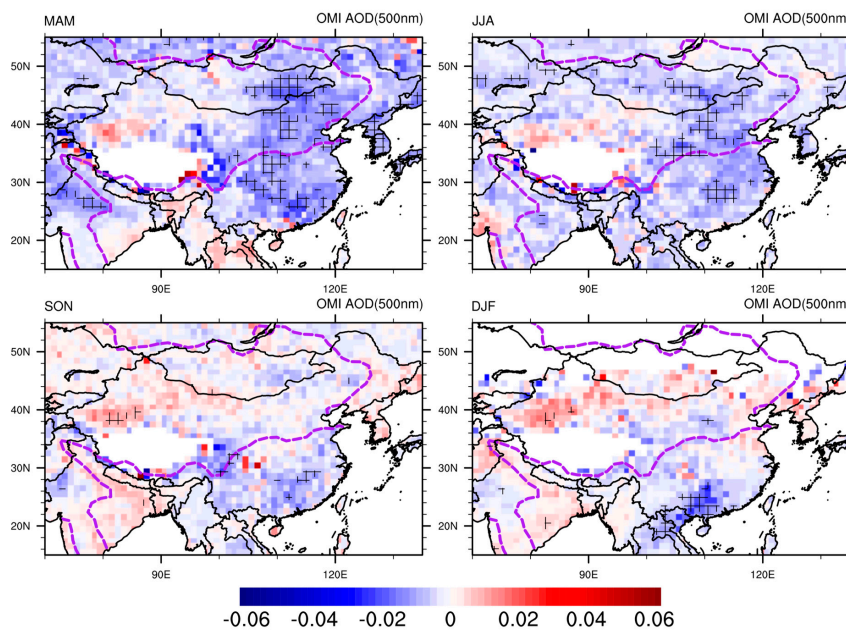 MAM OMI AOD(500nm)
JJA OMI AOD(500nm)
50N
40N
30N
20N
90E 120E
50N
40N
30N
20N
90E 120E
SON OMI AOD(500nm)
DJF OMI AOD(500nm)
50N
40N
30N
20N
90E 120E
50N
40N
30N
20N
90E 120E
-0.06 -0.04 -0.02 0 0.02 0.04 0.06